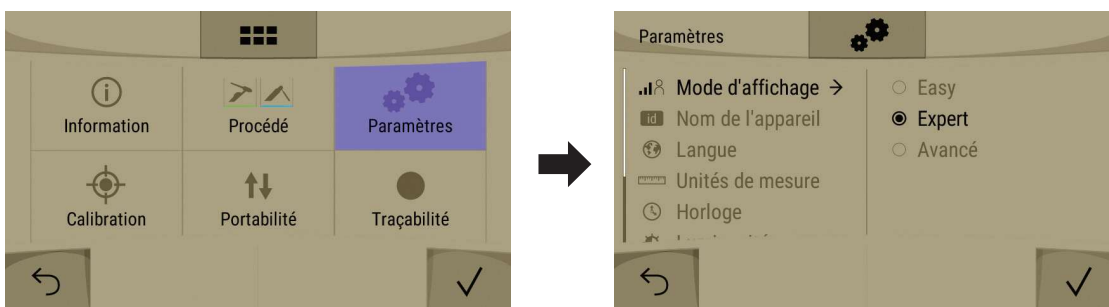 Information
Procédé
Paramètres
Calibration
Portabilité
Traçabilité
Paramètres
Mode d'affichage →
id Nom de l'appareil
Langue
Unités de mesure
Horloge
Easy
Expert
Avancé